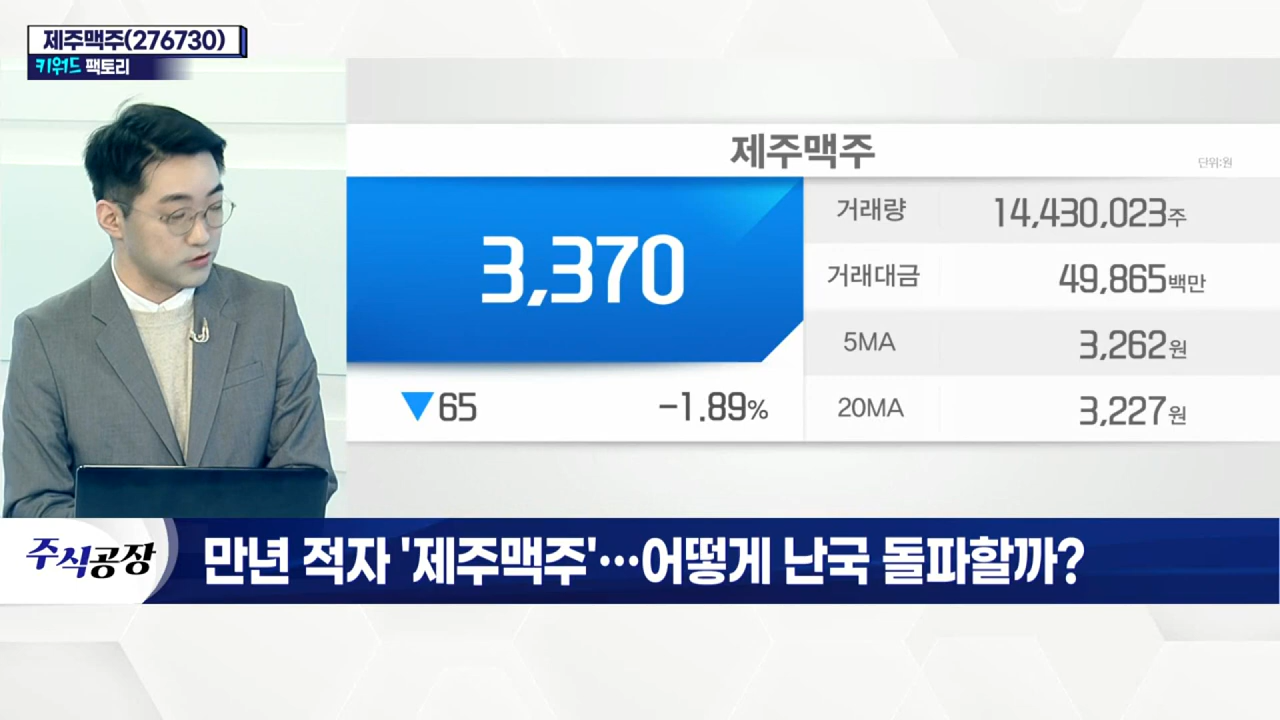 제주맥주(276730)
키워드 팩토리
제주맥주
단위:원
3,370
▼65 -1.89%
거래량 14,430,023주
거래대금 49,865백만
5MA 3,262원
20MA 3,227원
주식공장
만년 적자 '제주맥주'…어떻게 난국 돌파할까?